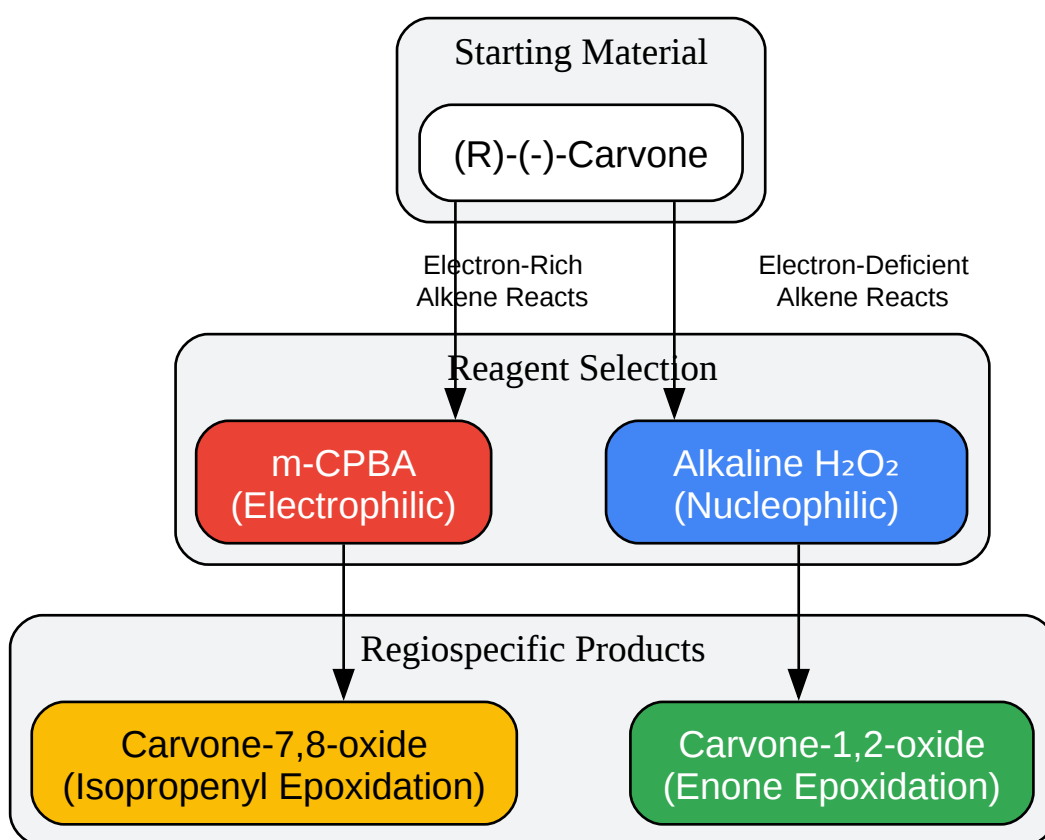 Starting Material
(R)-(-)-Carvone
Electron-Rich
Alkene Reacts
Electron-Deficient
Alkene Reacts
Reagent Selection
m-CPBA
(Electrophilic)
Alkaline H₂O₂
(Nucleophilic)
Regiospecific Products
Carvone-7,8-oxide
(Isopropenyl Epoxidation)
Carvone-1,2-oxide
(Enone Epoxidation)